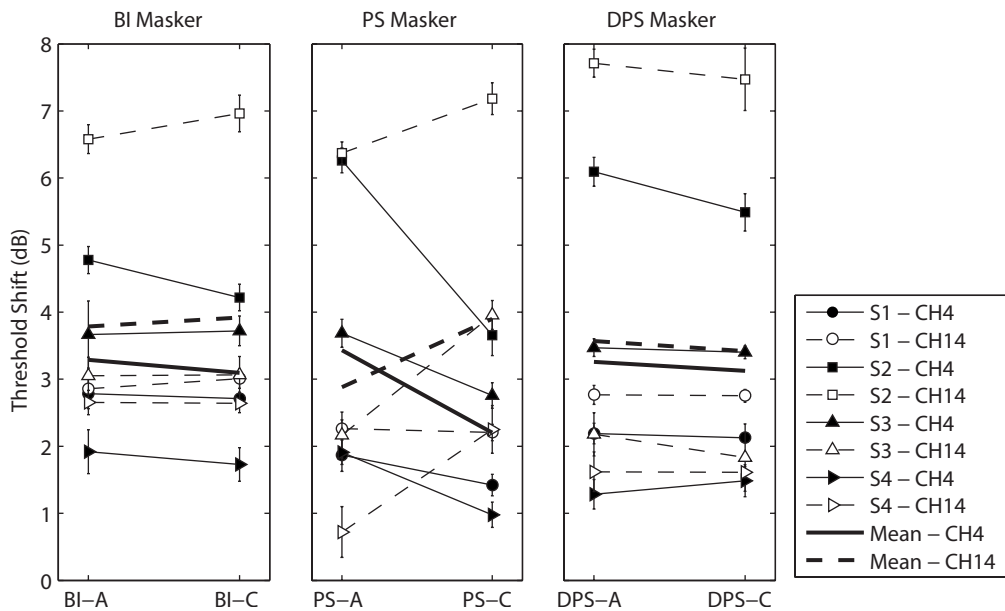 BI Masker
PS Masker
DPS Masker
Threshold Shift (dB)
8
7
6
5
4
3
2
1
0
BI−A
BI−C
PS−A
PS−C
DPS−A
DPS−C
S1 − CH4
S1 − CH14
S2 − CH4
S2 − CH14
S3 − CH4
S3 − CH14
S4 − CH4
S4 − CH14
Mean − CH4
Mean − CH14